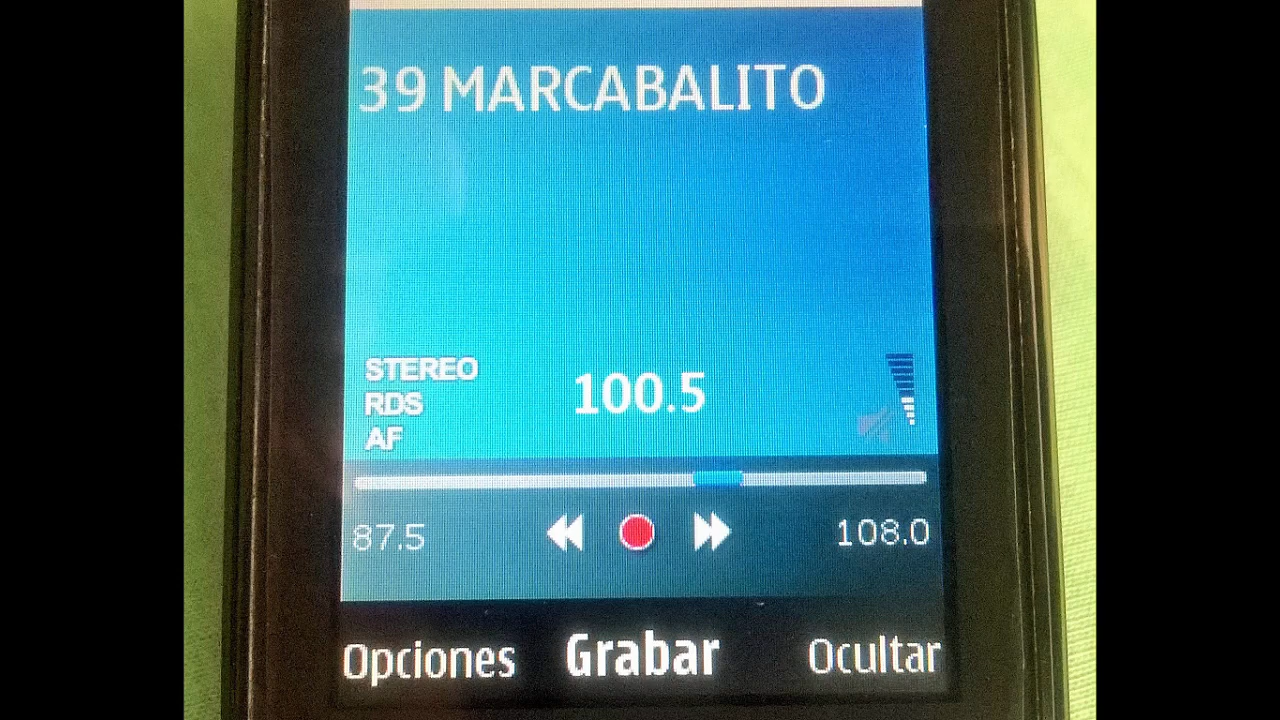 39 MARCABALITO
STEREO
RDS
AF
100.5
87.5
108.0
Opciones
Grabar
Ocultar